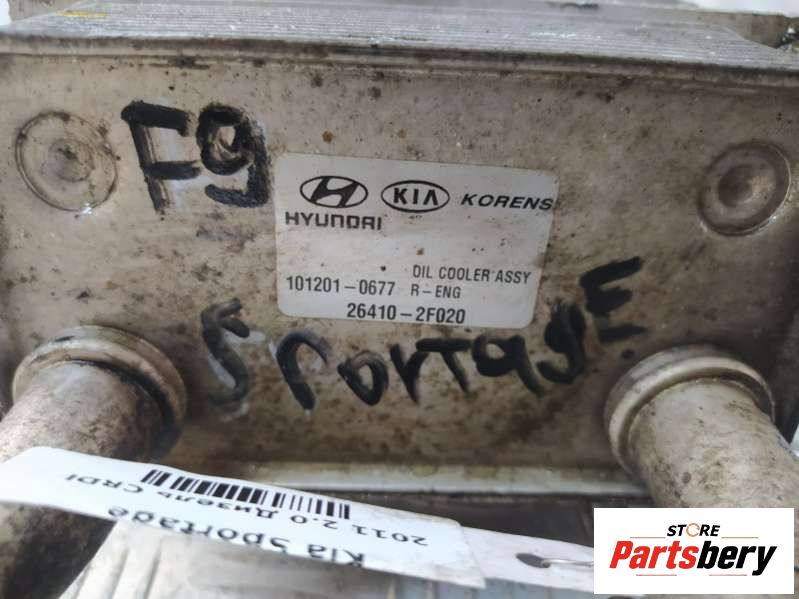 F9
HYUNDAI KIA KORENS
OIL COOLER ASSY
101201-0677 R-ENG
26410-2F020
SPORTAGE
Kia Sportage
2011 2.0 Дизель CRDI
STORE
Partsbery